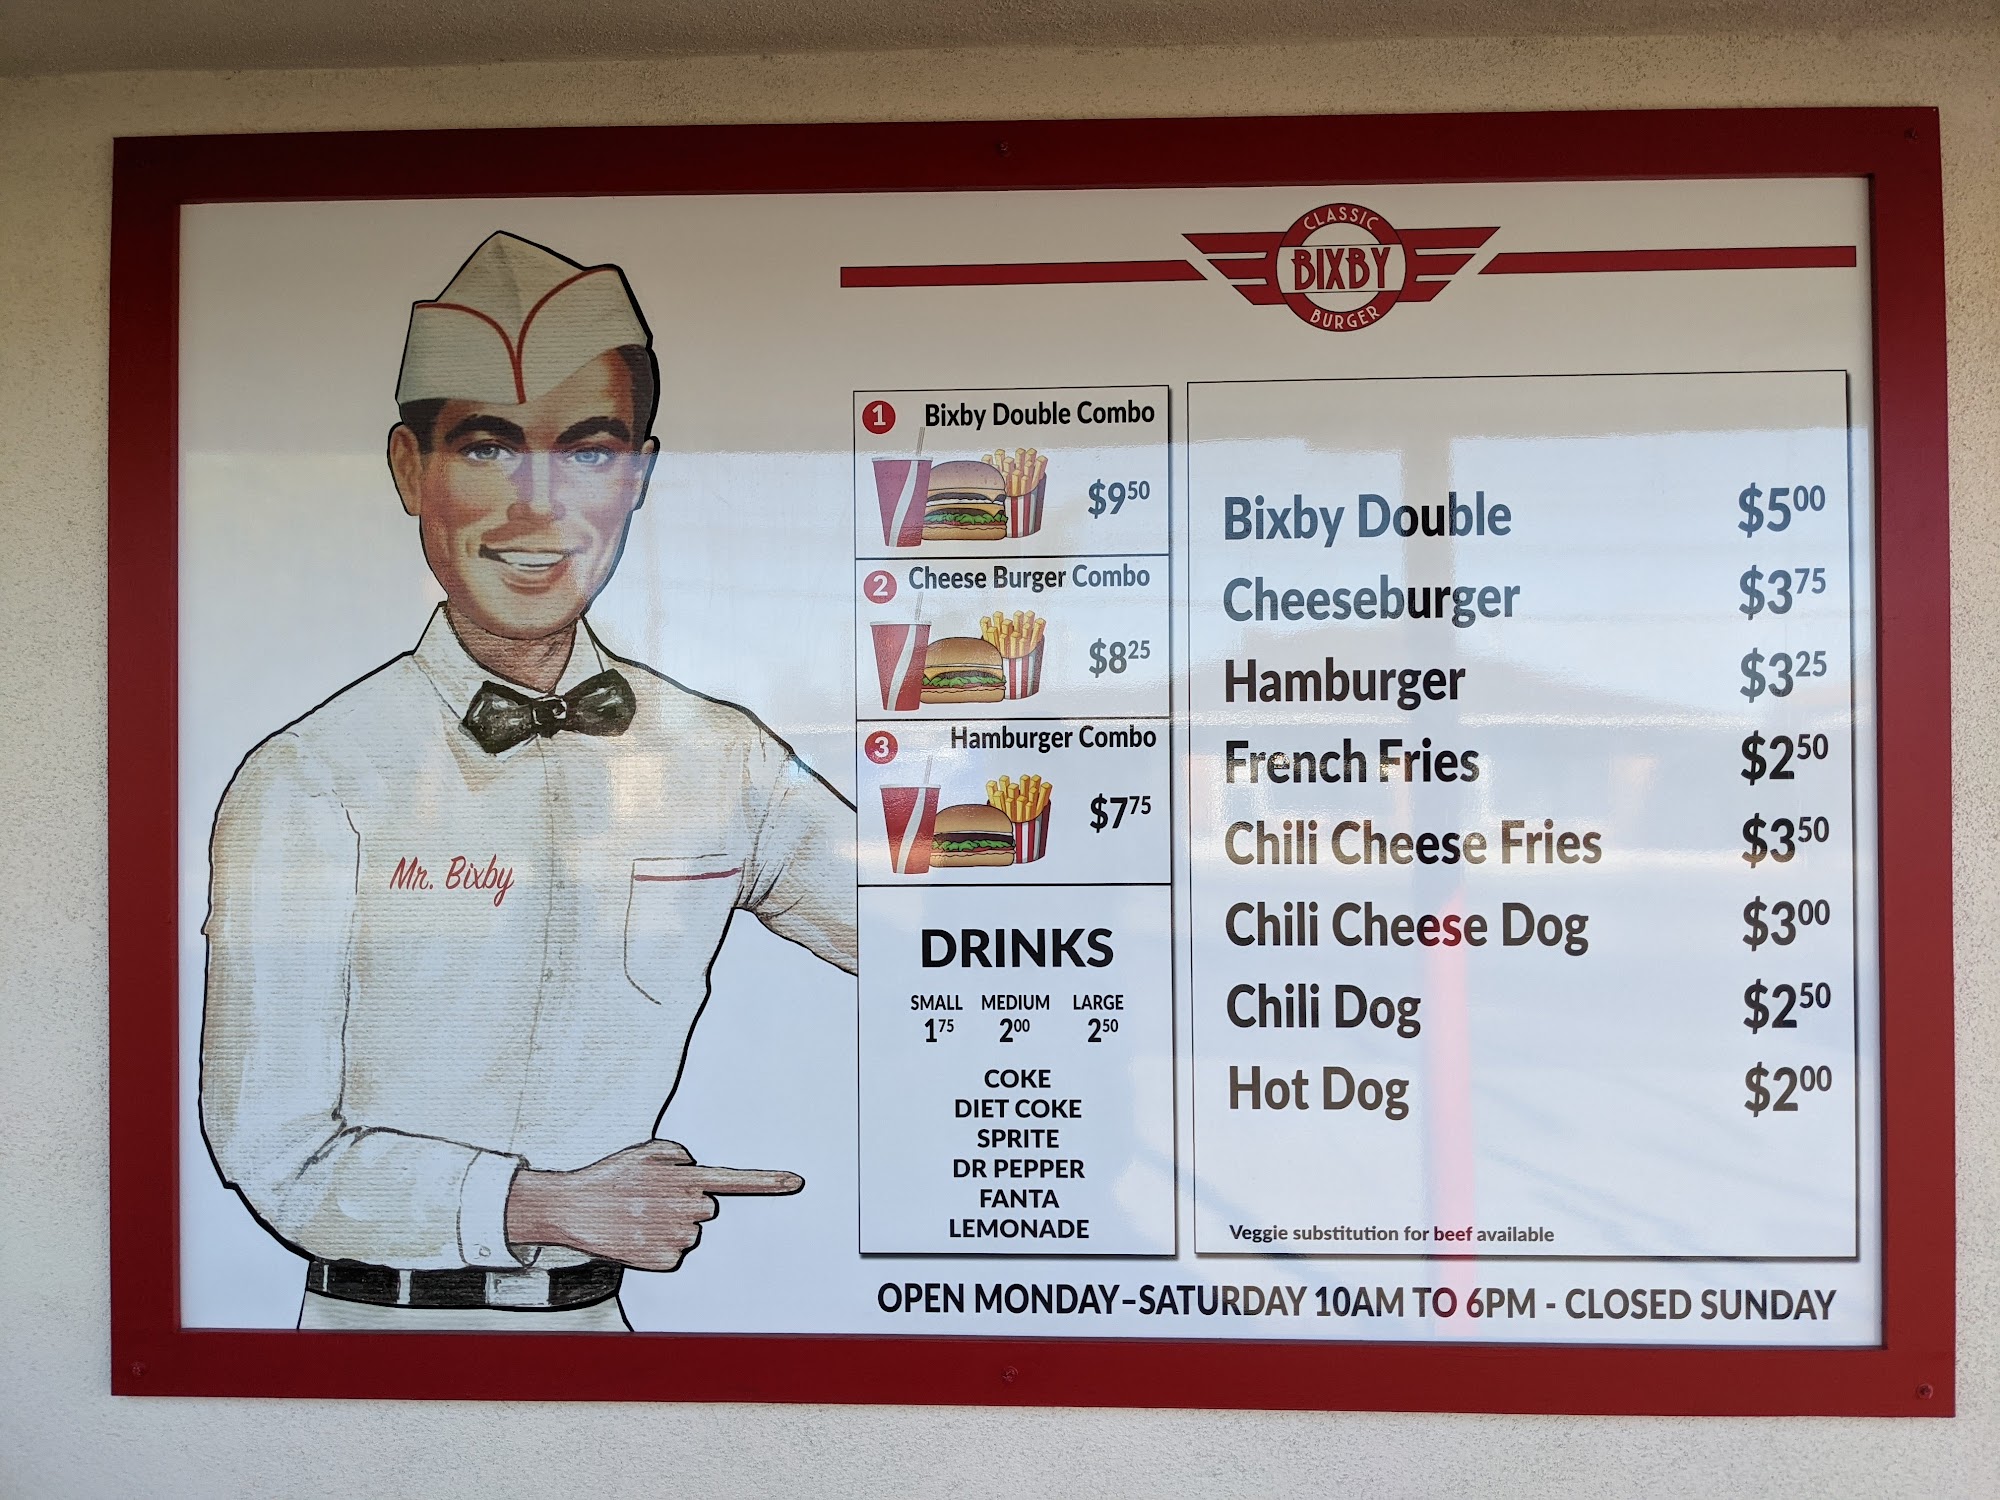 CLASSIC
BIXBY
BURGER
Mr. Bixby
1 Bixby Double Combo
$950
2 Cheese Burger Combo
$825
3 Hamburger Combo
$775
DRINKS
SMALL MEDIUM LARGE
175 200 250
COKE
DIET COKE
SPRITE
DR PEPPER
FANTA
LEMONADE
Bixby Double $500
Cheeseburger $375
Hamburger $325
French Fries $250
Chili Cheese Fries $350
Chili Cheese Dog $300
Chili Dog $250
Hot Dog $200
Veggie substitution for beef available
OPEN MONDAY–SATURDAY 10AM TO 6PM - CLOSED SUNDAY